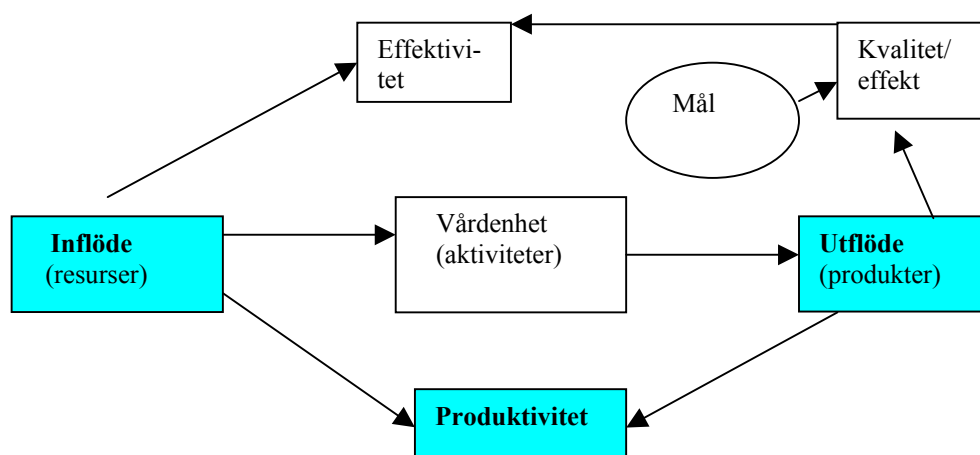 Effektivi-
tet
Kvalitet/
effekt
Mål
Inflöde
(resurser)
Vårdenhet
(aktiviteter)
Utflöde
(produkter)
Produktivitet